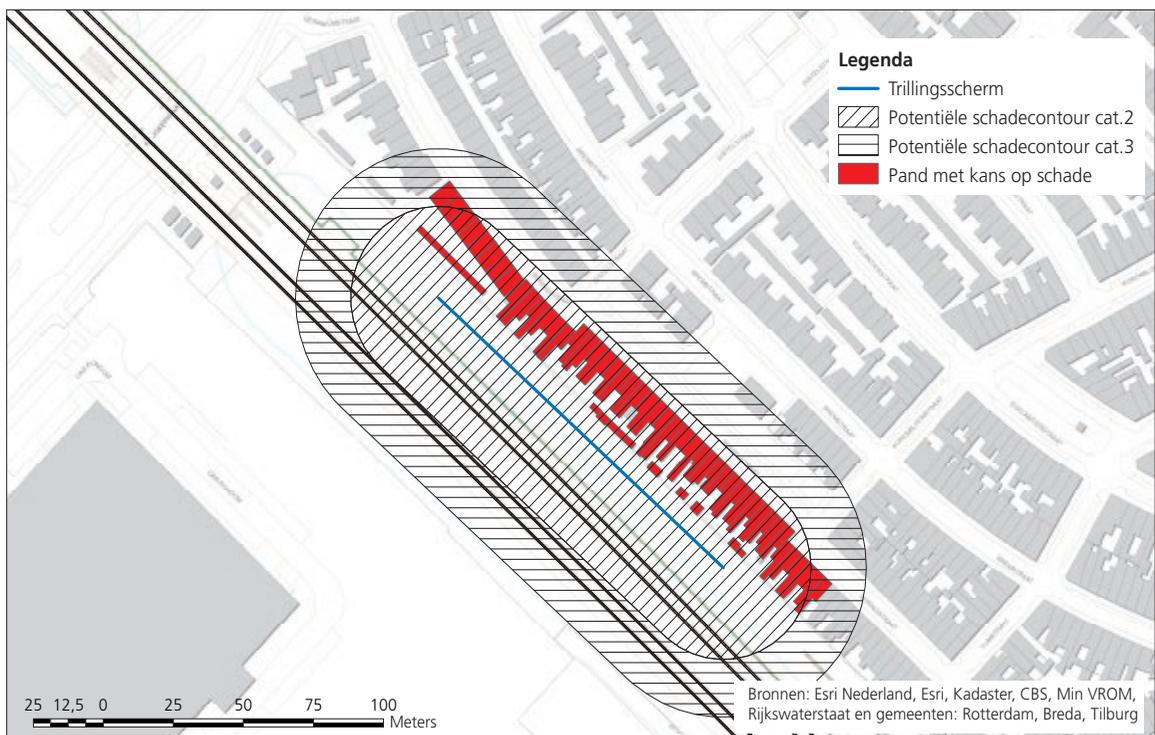 Legenda
Trillingsscherm
Potentiële schadecontour cat.2
Potentiële schadecontour cat.3
Pand met kans op schade
25 12,5 0 25 50 75 100
Meters
Bronnen: Esri Nederland, Esri, Kadaster, CBS, Min VROM,
Rijkswaterstaat en gemeenten: Rotterdam, Breda, Tilburg